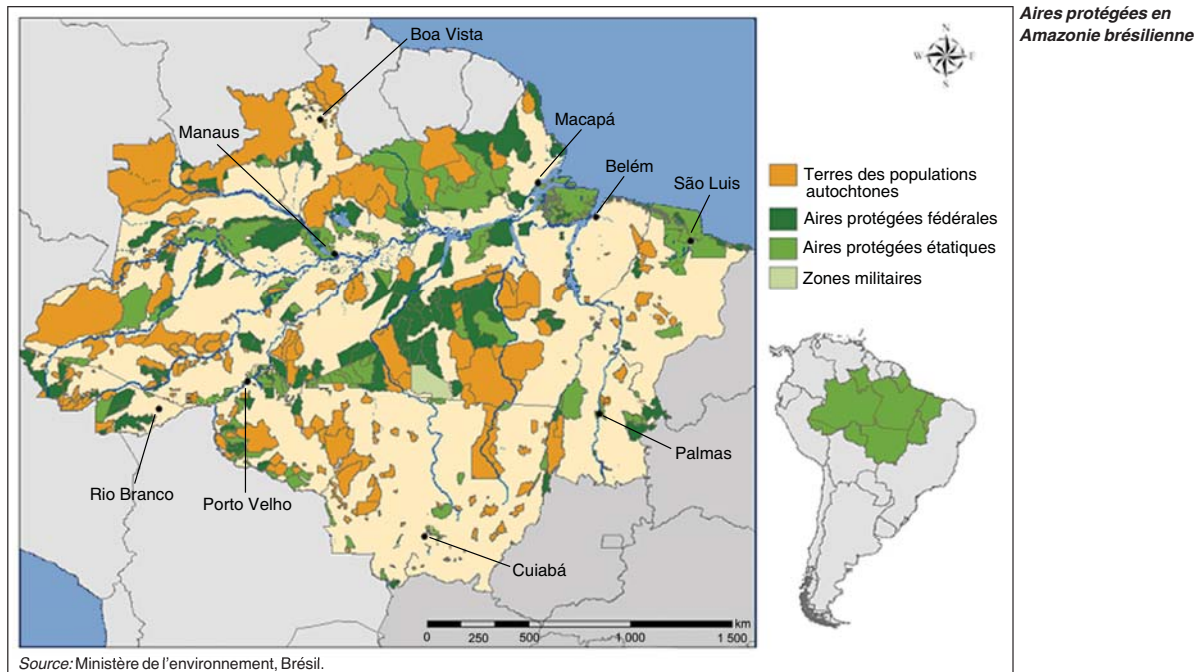 Aires protégées en
Amazonie brésilienne
Boa Vista
Manaus
Macapá
Belém
São Luis
N
W
E
S
Terres des populations
autochtones
Aires protégées fédérales
Aires protégées étatiques
Zones militaires
Rio Branco
Porto Velho
Palmas
Cuiabá
km
0 250 500 1 000 1 500
Source: Ministère de l'environnement, Brésil.